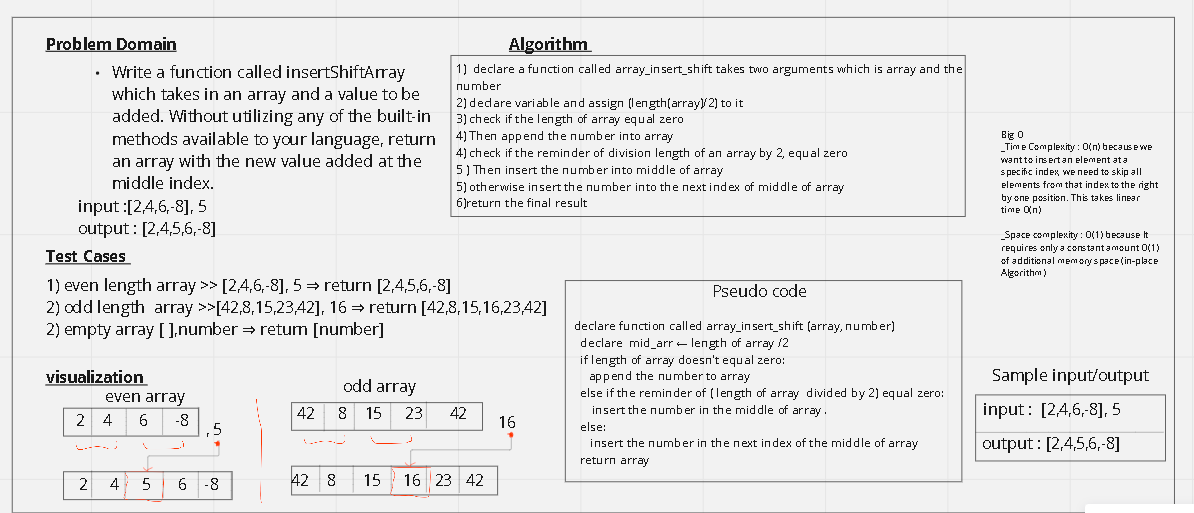 Problem Domain
• Write a function called insertShiftArray
which takes in an array and a value to be
added. Without utilizing any of the built-in
methods available to your language, return
an array with the new value added at the
middle index.
input :[2,4,6,-8], 5
output : [2,4,5,6,-8]
Test Cases
1) even length array >> [2,4,6,-8], 5 ⇒ return [2,4,5,6,-8]
2) odd length array >>[42,8,15,23,42], 16 ⇒ return [42,8,15,16,23,42]
2) empty array [ ],number ⇒ return [number]
visualization
even array
2 4 6 -8
, 5
2 4 5 6 -8
odd array
42 8 15 23 42
16
42 8 15 16 23 42
Algorithm
1) declare a function called array_insert_shift takes two arguments which is array and the
number
2) declare variable and assign (length(array)/2) to it
3) check if the length of array equal zero
4) Then append the number into array
4) check if the reminder of division length of an array by 2, equal zero
5 ) Then insert the number into middle of array
5) otherwise insert the number into the next index of middle of array
6)return the final result
Pseudo code
declare function called array_insert_shift (array, number)
declare mid_arr ← length of array /2
if length of array doesn't equal zero:
append the number to array
else if the reminder of ( length of array divided by 2) equal zero:
insert the number in the middle of array .
else:
insert the number in the next index of the middle of array
return array
Big O
_Time Complexity : O(n) because we
want to insert an element at a
specific index, we need to skip all
elements from that index to the right
by one position. This takes linear
time O(n)
_Space complexity : O(1) because It
requires only a constant amount O(1)
of additional memory space (in-place
Algorithm)
Sample input/output
input : [2,4,6,-8], 5
output : [2,4,5,6,-8]